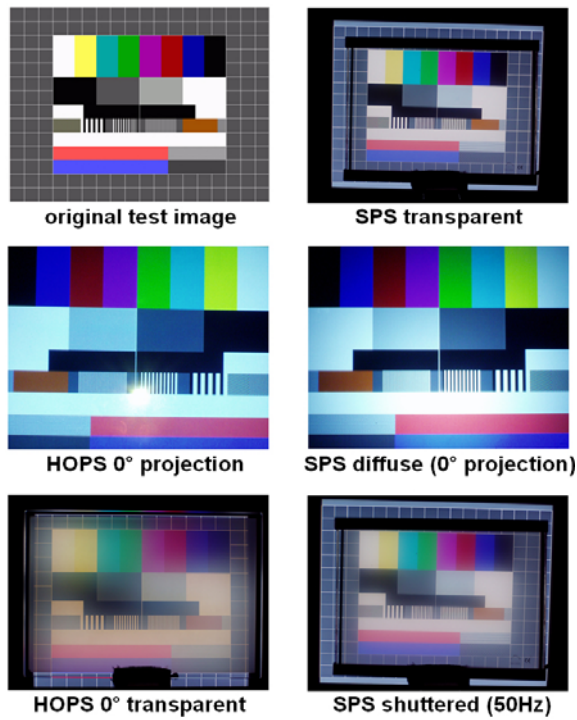 original test image
SPS transparent
HOPS 0° projection
SPS diffuse (0° projection)
HOPS 0° transparent
SPS shuttered (50Hz)